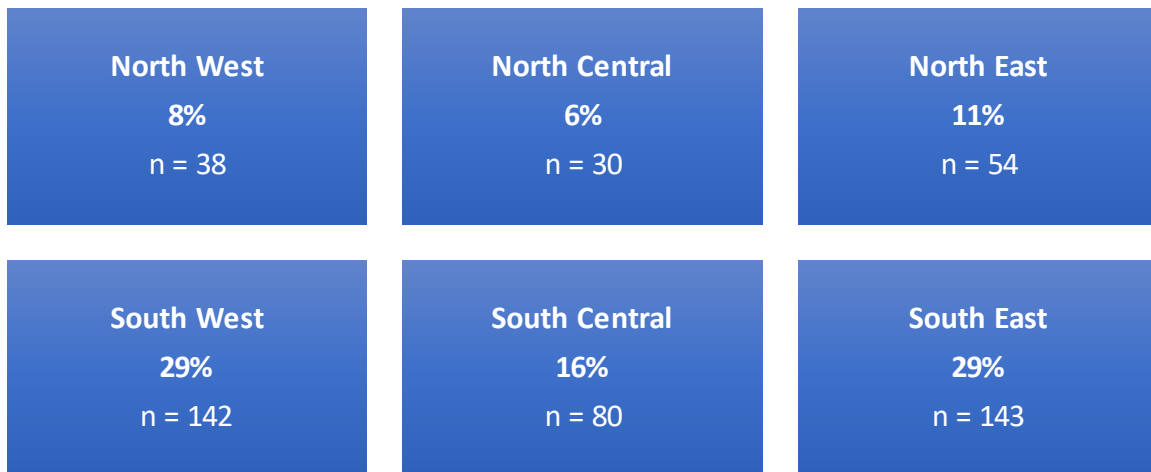 North West
8%
n = 38
North Central
6%
n = 30
North East
11%
n = 54
South West
29%
n = 142
South Central
16%
n = 80
South East
29%
n = 143